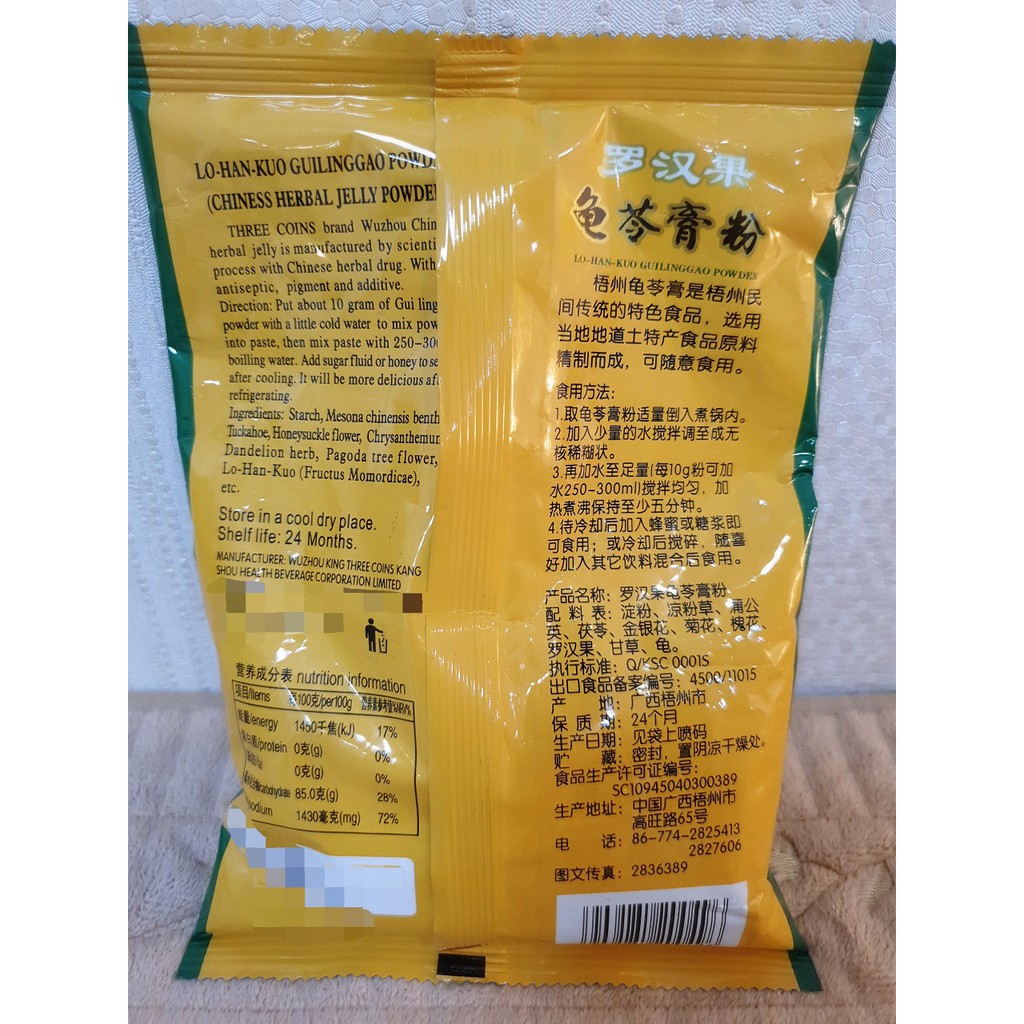 LO-HAN-KUO GUILINGGAO
(CHINESS HERBAL JELLY
THREE COINS brand Wuzhou
herbal jelly is manufactured by
process with Chinese herbal drug. With
antiseptic, pigment and additive.
Direction: Put about 10 gram of Gui ling
powder with a little cold water to mix
into paste, then mix paste with
boilling water. Add sugar fluid or honey to
after cooling. It will be more delicious
refrigerating.
Ingredients: Starch, Mesona chinensis
Tuckahoe, Honeysuckle flower,
Dandelion herb, Pagoda tree flower,
Lo-Han-Kuo (Fructus Momordicae),
etc.
Store in a cool dry place.
Shelf life: 24 Months.
MANUFACTURER: WUZHOU KING THREE COINS KANG
SHOU HEALTH BEVERAGE CORPORATION LIMITED
营养成分表 nutrition information
项目/Items 每100克/per100g 营养素参考值%NRV%
能量/energy 1450千焦(kJ) 17%
/protein 0克(g) 0%
0克(g) 0%
85.0克(g) 28%
1430毫克(mg) 72%
罗汉果
龟苓膏粉
LO-HAN-KUO GUILINGGAO POWDER
梧州龟苓膏是梧州民
间传统的特色食品，选用
当地地道土特产食品原料
精制而成，可随意食用。
食用方法：
1.取龟苓膏粉适量倒入煮锅内。
2.加入少量的水搅拌调至成无
核稀糊状。
3.再加水至足量(每10g粉可加
水250-300ml)搅拌均匀，加
热煮沸保持至少五分钟。
4.待冷却后加入蜂蜜或糖浆即
可食用；或冷却后搅碎，随喜
好加入其它饮料混合后食用。
产品名称：罗汉果龟苓膏粉
配料表：淀粉、凉粉草、蒲公
英、茯苓、金银花、菊花、槐花、
罗汉果、甘草、龟。
执行标准：Q/KSC 0001S
出口食品备案编号：4500/11015
产地：广西梧州市
保质期：24个月
生产日期：见袋上喷码
贮藏：密封，置阴凉干燥处。
食品生产许可证编号：
SC10945040300389
生产地址：中国广西梧州市
高旺路65号
电话：86-774-2825413
2827606
图文传真：2836389